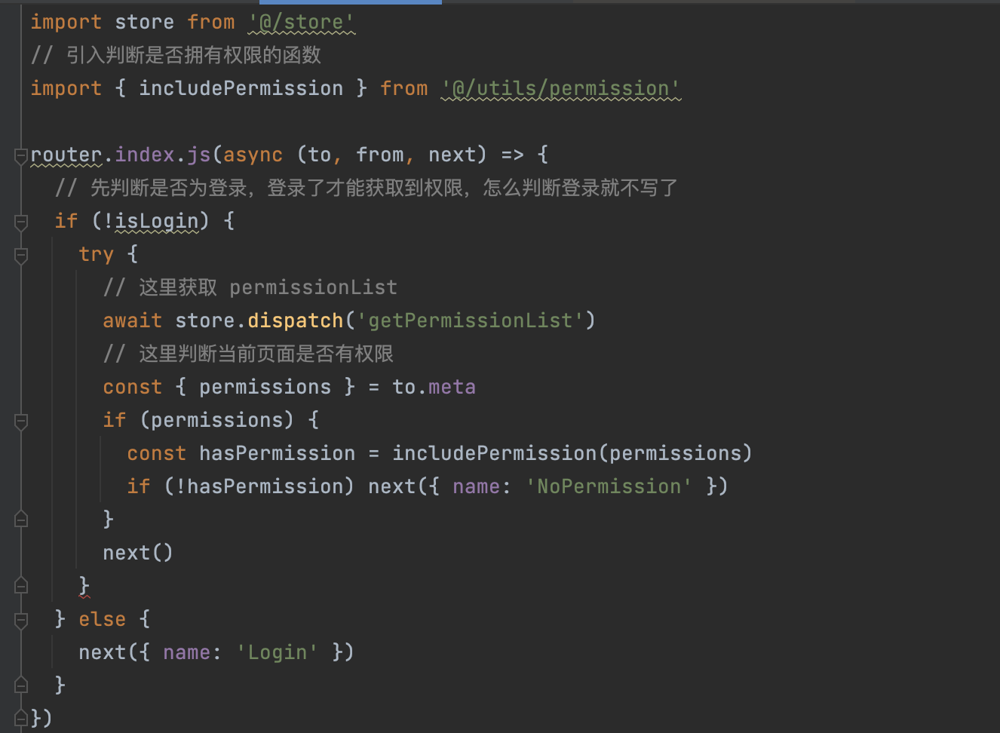 import store from '@/store'
// 引入判断是否拥有权限的函数
import { includePermission } from '@/utils/permission'
router.index.js(async (to, from, next) => {
// 先判断是否为登录，登录了才能获取到权限，怎么判断登录就不写了
if (!isLogin) {
try {
// 这里获取 permissionList
await store.dispatch('getPermissionList')
// 这里判断当前页面是否有权限
const { permissions } = to.meta
if (permissions) {
const hasPermission = includePermission(permissions)
if (!hasPermission) next({ name: 'NoPermission' })
}
next()
}
} else {
next({ name: 'Login' })
}
})